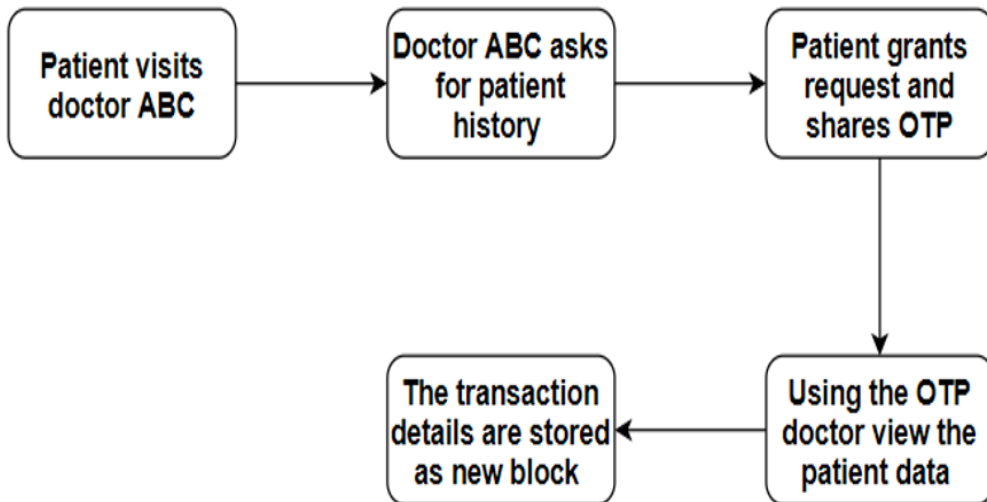 Patient visits
doctor ABC
Doctor ABC asks
for patient
history
Patient grants
request and
shares OTP
Using the OTP
doctor view the
patient data
The transaction
details are stored
as new block